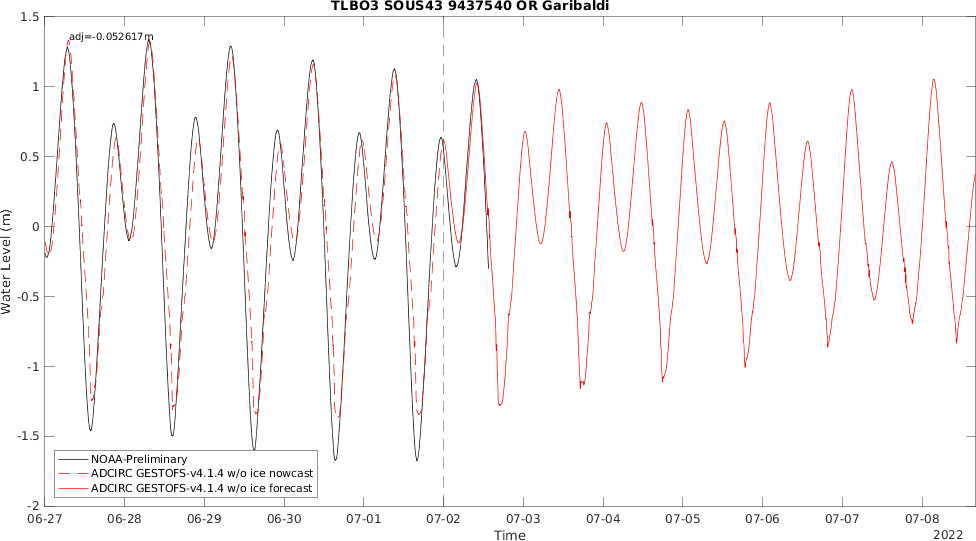 TLBO3 SOUS43 9437540 OR Garibaldi
adj=-0.052617m
1.5
1
0.5
0
-0.5
-1
-1.5
-2
Water Level (m)
NOAA-Preliminary
ADCIRC GESTOFS-v4.1.4 w/o ice nowcast
ADCIRC GESTOFS-v4.1.4 w/o ice forecast
06-27 06-28 06-29 06-30 07-01 07-02 07-03 07-04 07-05 07-06 07-07 07-08
Time
2022